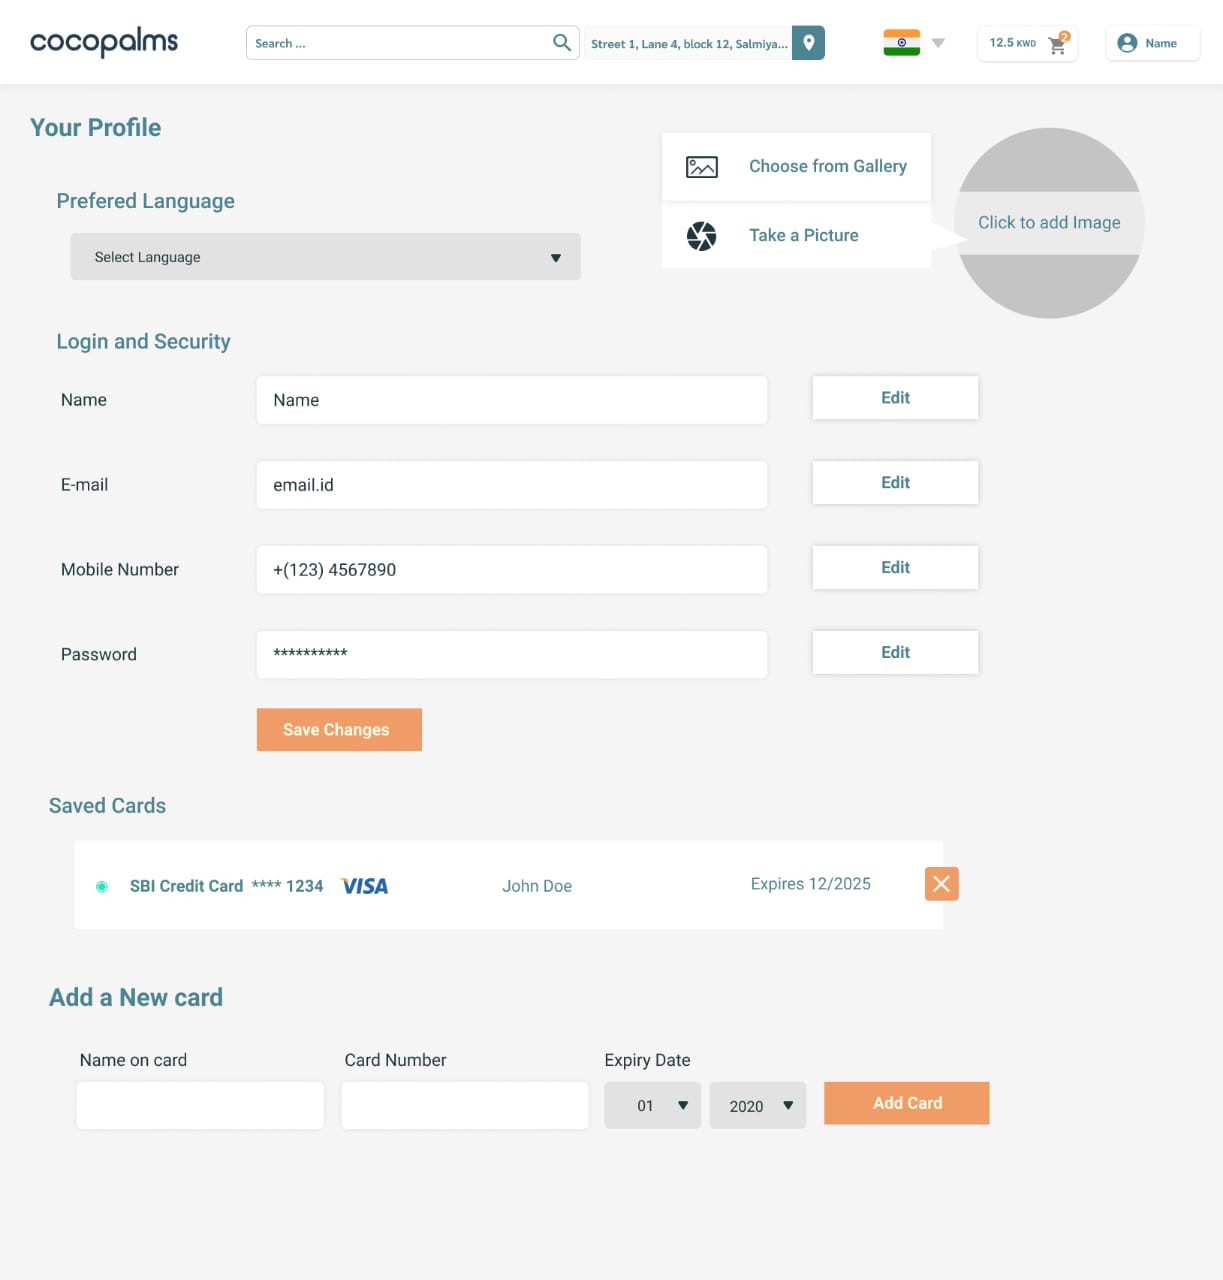 cocopalms
Search ...
Street 1, Lane 4, block 12, Salmiya...
12.5 KWD
2
Name
Your Profile
Choose from Gallery
Take a Picture
Click to add Image
Prefered Language
Select Language
Login and Security
Name
Name
Edit
E-mail
email.id
Edit
Mobile Number
+(123) 4567890
Edit
Password
**********
Edit
Save Changes
Saved Cards
SBI Credit Card **** 1234 VISA
John Doe
Expires 12/2025
Add a New card
Name on card
Card Number
Expiry Date
01
2020
Add Card